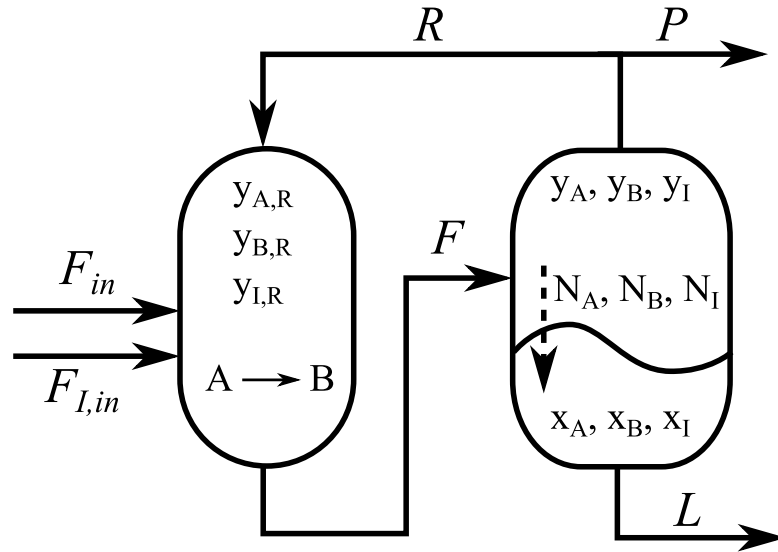 R
P
y_A,R
y_B,R
y_I,R
A → B
F_in
F_I,in
F
y_A, y_B, y_I
N_A, N_B, N_I
x_A, x_B, x_I
L